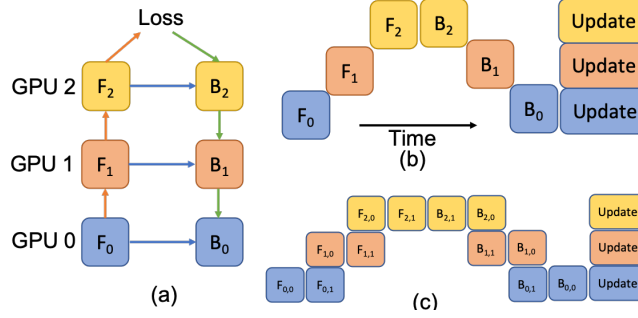 Loss
GPU 2
F2
B2
GPU 1
F1
B1
GPU 0
F0
B0
(a)
F2 B2 Update
F1 B1 Update
F0 B0 Update
Time
(b)
F2,0 F2,1 B2,1 B2,0 Update
F1,0 F1,1 B1,1 B1,0 Update
F0,0 F0,1 B0,1 B0,0 Update
(c)